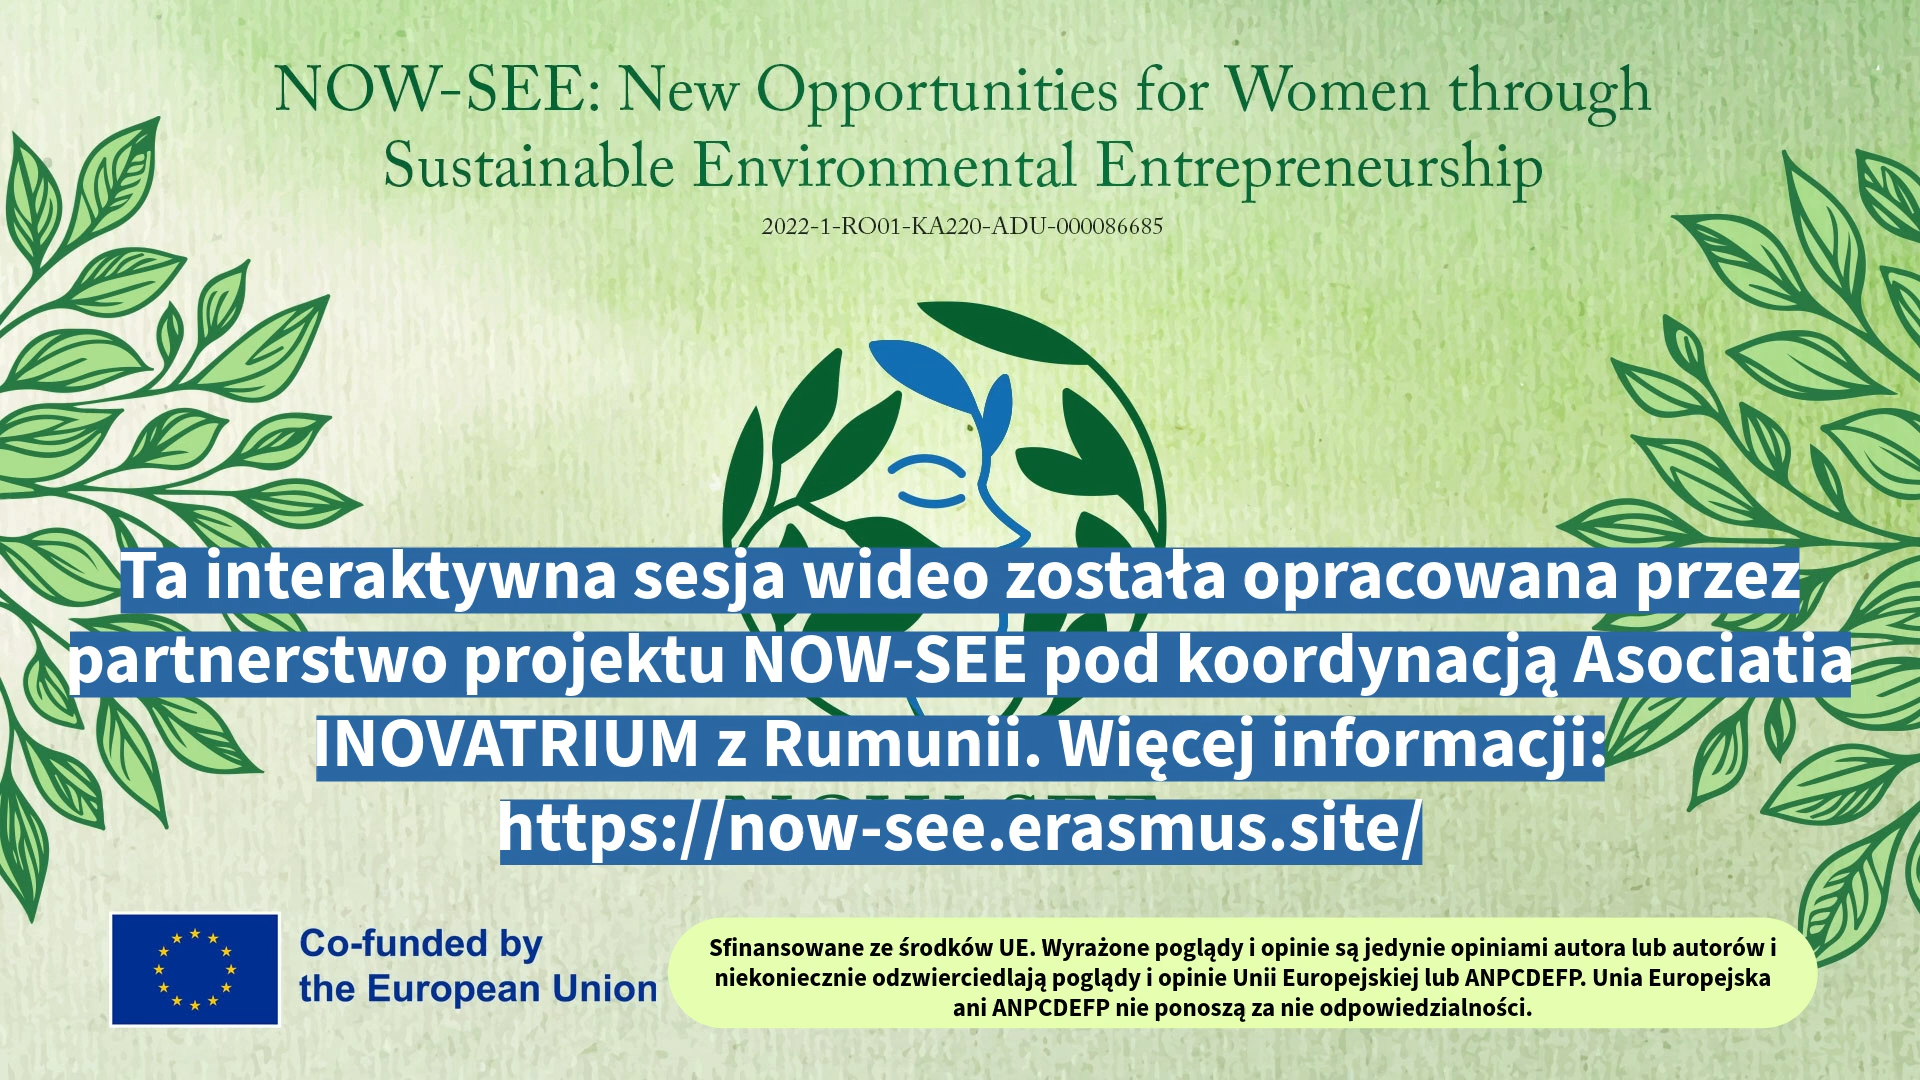 NOW-SEE: New Opportunities for Women through
Sustainable Environmental Entrepreneurship
2022-1-RO01-KA220-ADU-000086685
Ta interaktywna sesja wideo została opracowana przez
partnerstwo projektu NOW-SEE pod koordynacją Asociatia
INOVATRIUM z Rumunii. Więcej informacji:
https://now-see.erasmus.site/
Co-funded by
the European Union
Sfinansowane ze środków UE. Wyrażone poglądy i opinie są jedynie opiniami autora lub autorów i
niekoniecznie odzwierciedlają poglądy i opinie Unii Europejskiej lub ANPCDEFP. Unia Europejska
ani ANPCDEFP nie ponoszą za nie odpowiedzialności.